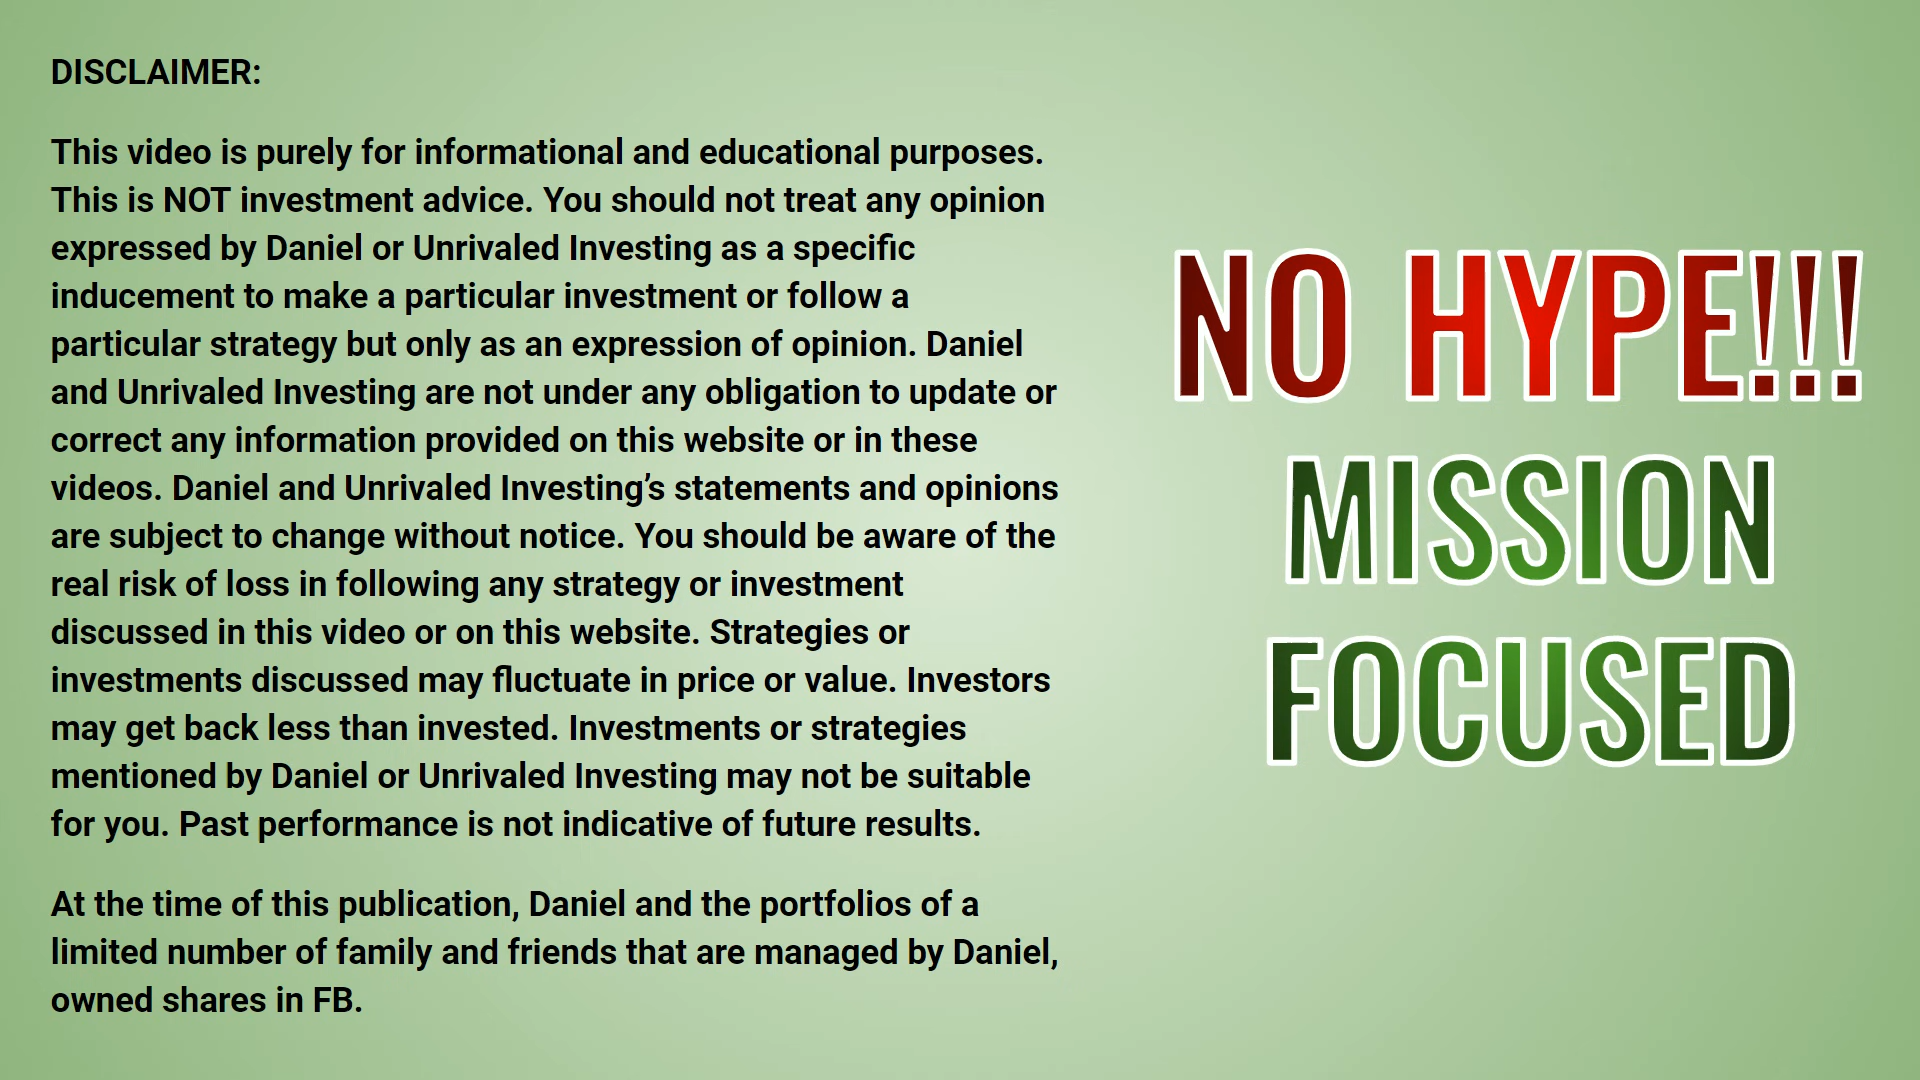 DISCLAIMER:
This video is purely for informational and educational purposes.
This is NOT investment advice. You should not treat any opinion
expressed by Daniel or Unrivaled Investing as a specific
inducement to make a particular investment or follow a
particular strategy but only as an expression of opinion. Daniel
and Unrivaled Investing are not under any obligation to update or
correct any information provided on this website or in these
videos. Daniel and Unrivaled Investing’s statements and opinions
are subject to change without notice. You should be aware of the
real risk of loss in following any strategy or investment
discussed in this video or on this website. Strategies or
investments discussed may fluctuate in price or value. Investors
may get back less than invested. Investments or strategies
mentioned by Daniel or Unrivaled Investing may not be suitable
for you. Past performance is not indicative of future results.
At the time of this publication, Daniel and the portfolios of a
limited number of family and friends that are managed by Daniel,
owned shares in FB.
NO HYPE!!!
MISSION
FOCUSED